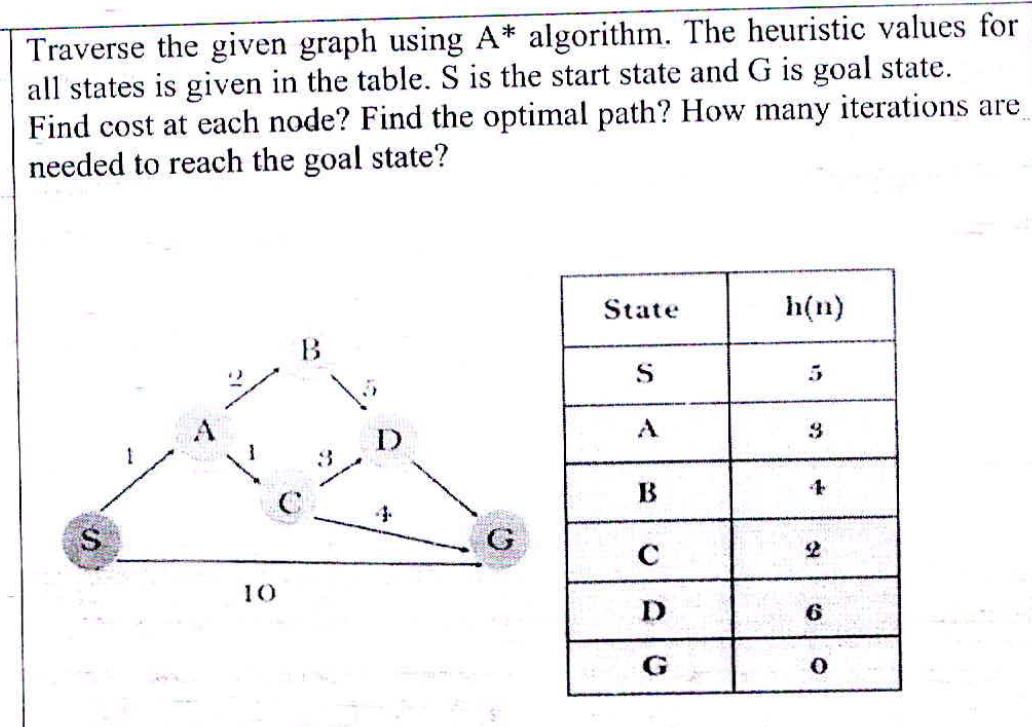 Traverse the given graph using A* algorithm. The heuristic values for
all states is given in the table. S is the start state and G is goal state.
Find cost at each node? Find the optimal path? How many iterations are
needed to reach the goal state?
B
2
5
A
D
1
1
3
C
4
S
G
10
State h(n)
S 5
A 3
B 4
C 2
D 6
G 0